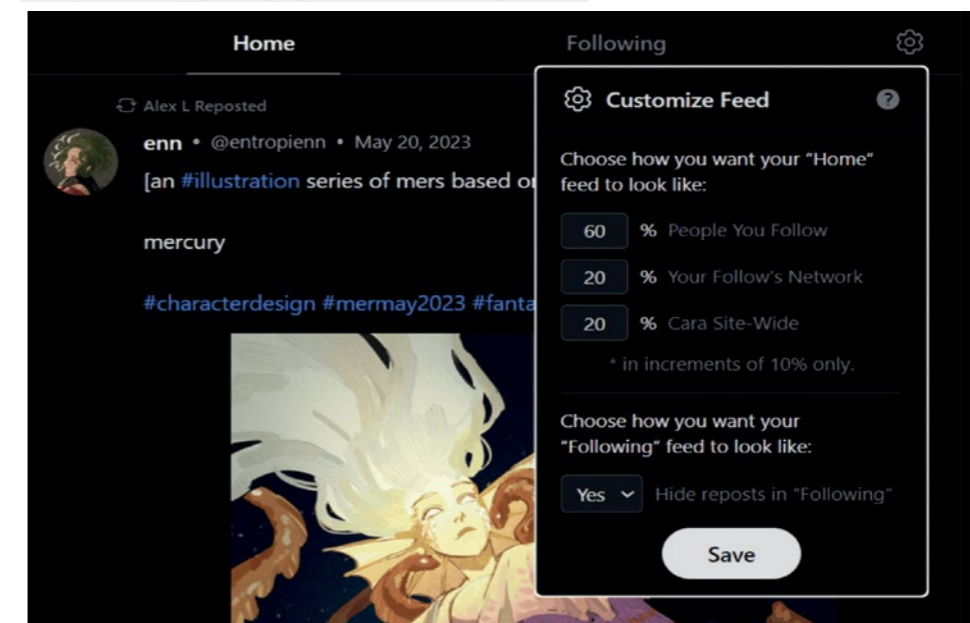 Home
Following
Alex L Reposted
enn • @entropienn • May 20, 2023
[an #illustration series of mers based
mercury
#characterdesign #mermay2023
Customize Feed
?
Choose how you want your “Home”
feed to look like:
60 % People You Follow
20 % Your Follow's Network
20 % Cara Site-Wide
* in increments of 10% only.
Choose how you want your
“Following” feed to look like:
Yes Hide reposts in “Following”
Save